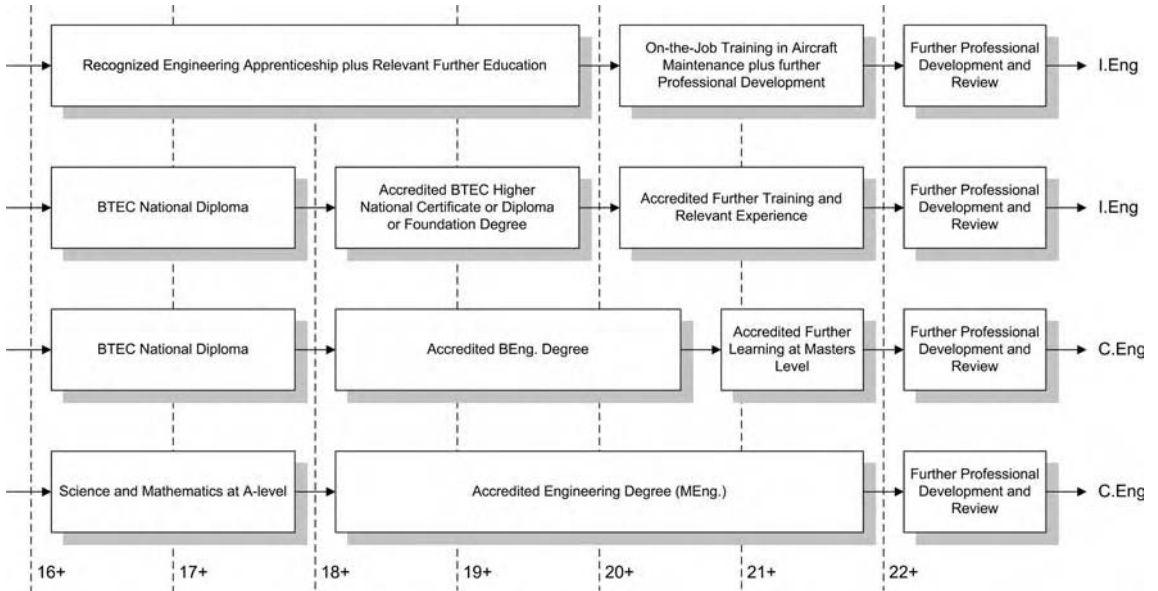 Recognized Engineering Apprenticeship plus Relevant Further Education
On-the-Job Training in Aircraft
Maintenance plus further
Professional Development
Further Professional
Development and
Review
I.Eng
BTEC National Diploma
Accredited BTEC Higher
National Certificate or Diploma
or Foundation Degree
Accredited Further Training and
Relevant Experience
Further Professional
Development and
Review
I.Eng
BTEC National Diploma
Accredited BEng. Degree
Accredited Further
Learning at Masters
Level
Further Professional
Development and
Review
C.Eng
Science and Mathematics at A-level
Accredited Engineering Degree (MEng.)
Further Professional
Development and
Review
C.Eng
16+ 17+ 18+ 19+ 20+ 21+ 22+